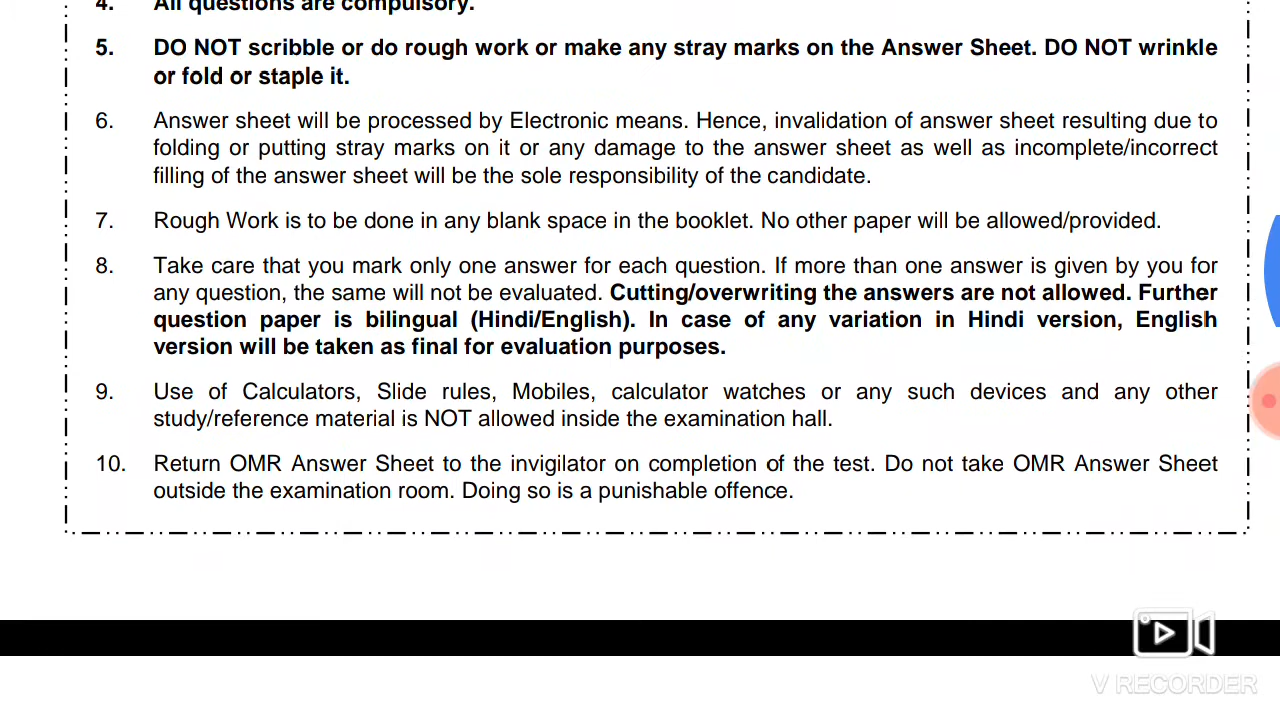 4. All questions are compulsory.
5. DO NOT scribble or do rough work or make any stray marks on the Answer Sheet. DO NOT wrinkle
or fold or staple it.
6. Answer sheet will be processed by Electronic means. Hence, invalidation of answer sheet resulting due to
folding or putting stray marks on it or any damage to the answer sheet as well as incomplete/incorrect
filling of the answer sheet will be the sole responsibility of the candidate.
7. Rough Work is to be done in any blank space in the booklet. No other paper will be allowed/provided.
8. Take care that you mark only one answer for each question. If more than one answer is given by you for
any question, the same will not be evaluated. Cutting/overwriting the answers are not allowed. Further
question paper is bilingual (Hindi/English). In case of any variation in Hindi version, English
version will be taken as final for evaluation purposes.
9. Use of Calculators, Slide rules, Mobiles, calculator watches or any such devices and any other
study/reference material is NOT allowed inside the examination hall.
10. Return OMR Answer Sheet to the invigilator on completion of the test. Do not take OMR Answer Sheet
outside the examination room. Doing so is a punishable offence.
V RECORDER